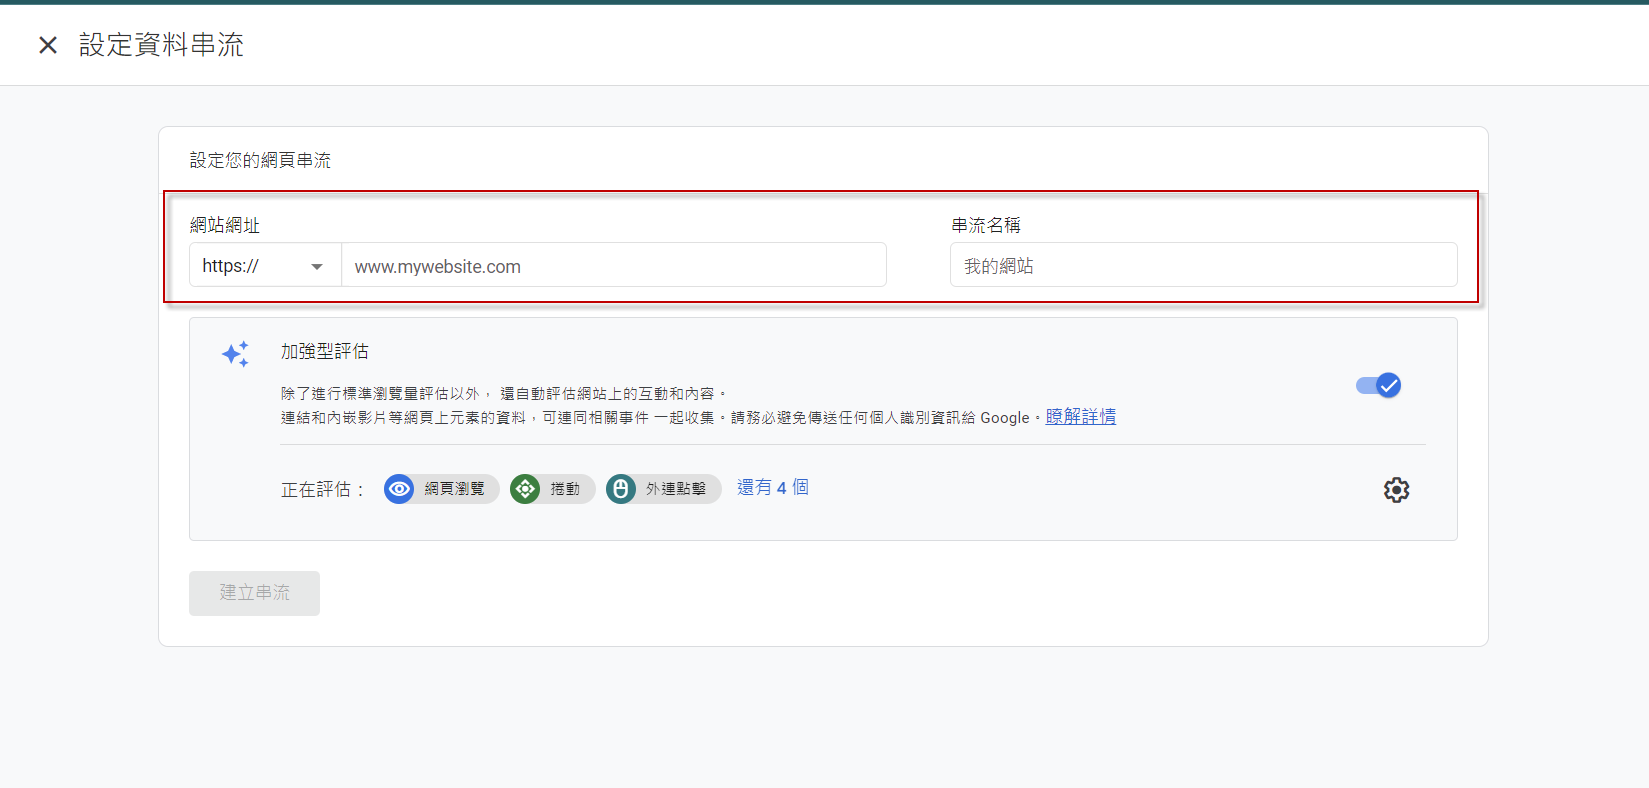 設定資料串流
設定您的網頁串流
網站網址
串流名稱
https://
www.mywebsite.com
我的網站
加強型評估
除了進行標準瀏覽量評估以外，還自動評估網站上的互動和內容。
連結和內嵌影片等網頁上元素的資料，可連同相關事件 一起收集。請務必避免傳送任何個人識別資訊給 Google。瞭解詳情
正在評估：
網頁瀏覽
捲動
外連點擊
還有 4 個
建立串流